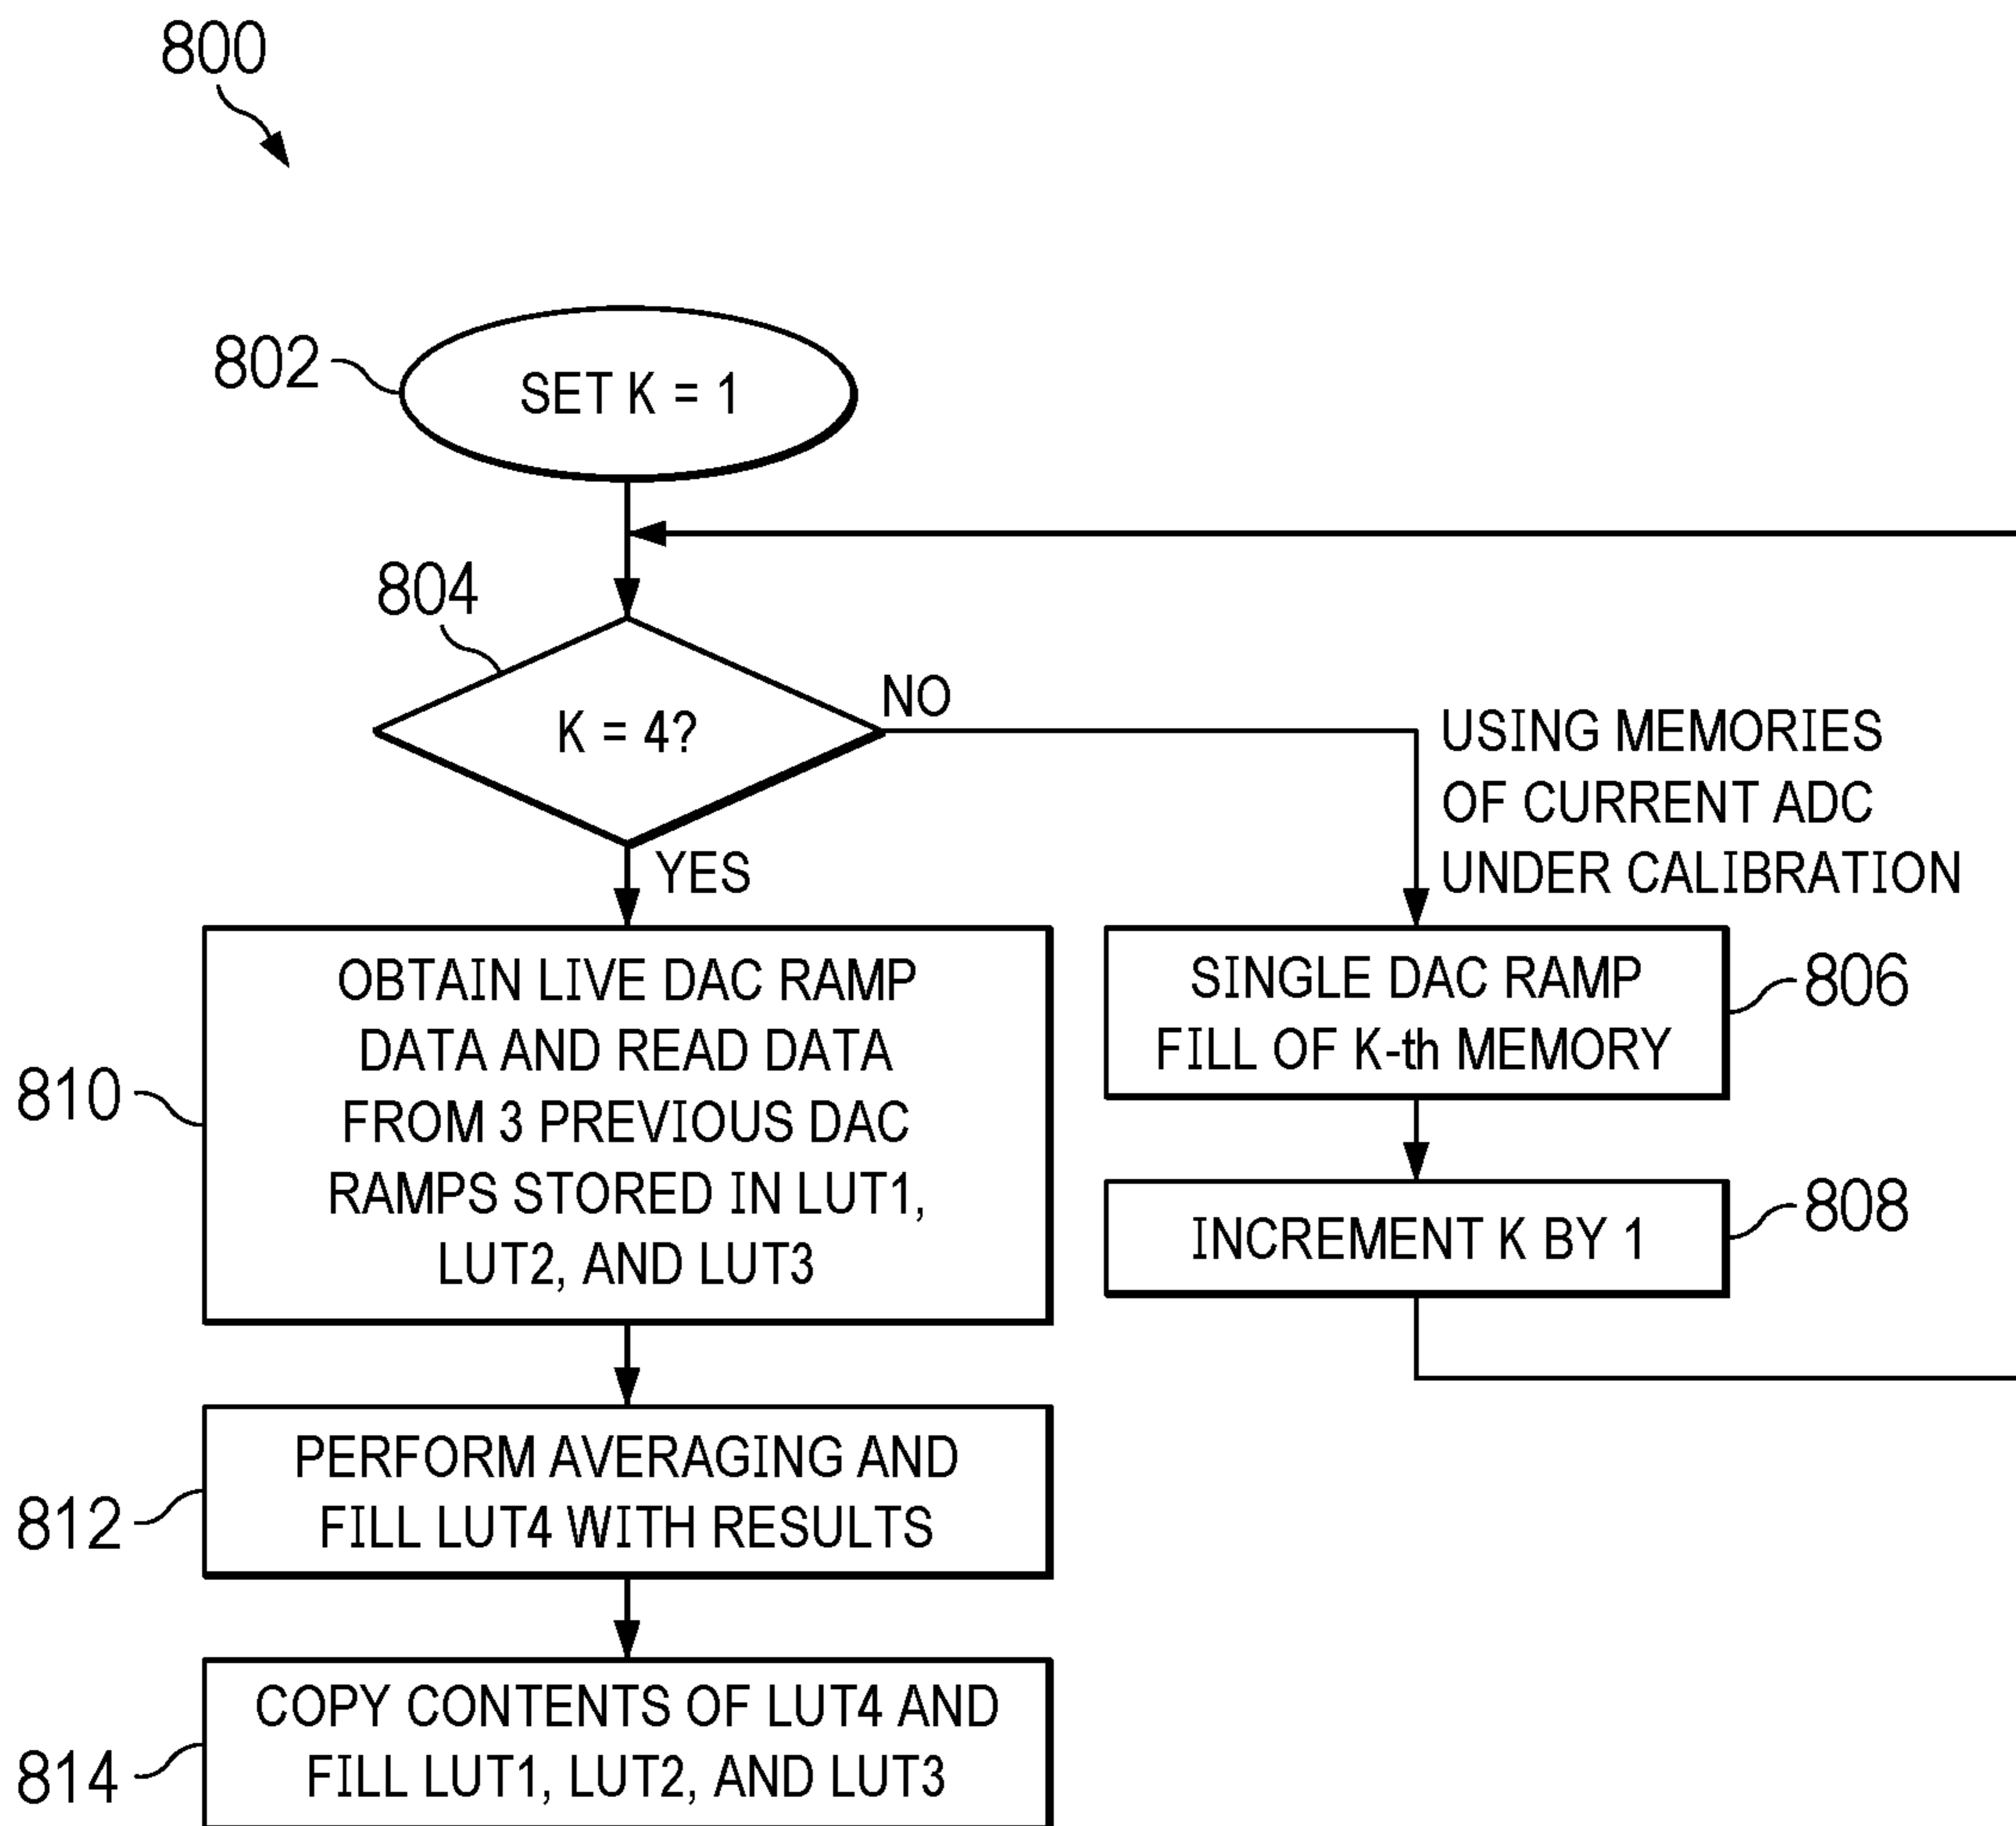 800
802
SET K = 1
804
K = 4?
NO
YES
USING MEMORIES
OF CURRENT ADC
UNDER CALIBRATION
SINGLE DAC RAMP
FILL OF K-th MEMORY
806
INCREMENT K BY 1
808
810
OBTAIN LIVE DAC RAMP
DATA AND READ DATA
FROM 3 PREVIOUS DAC
RAMPS STORED IN LUT1,
LUT2, AND LUT3
812
PERFORM AVERAGING AND
FILL LUT4 WITH RESULTS
814
COPY CONTENTS OF LUT4 AND
FILL LUT1, LUT2, AND LUT3